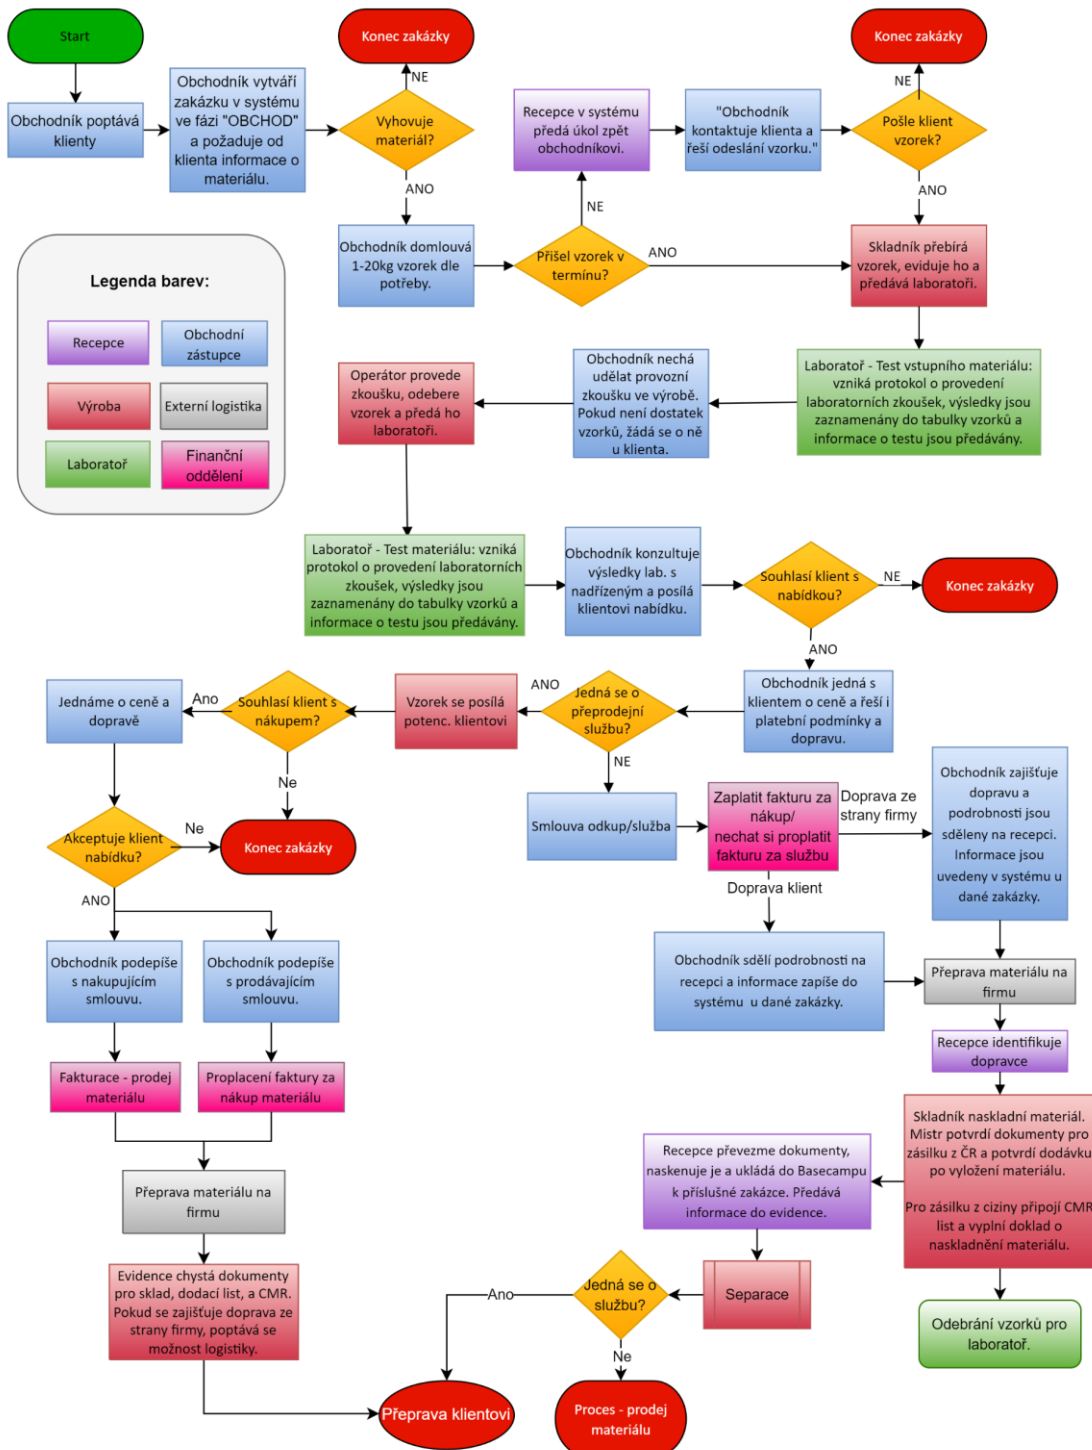 Start
Konec zakázky
Konec zakázky
NE
NE
Obchodník poptává
klienty
Obchodník vytváří
zakázku v systému
ve fázi "OBCHOD"
a požaduje od
klienta informace o
materiálu.
Vyhovuje
materiál?
Recepce v systému
předá úkol zpět
obchodníkovi.
"Obchodník
kontaktuje klienta a
řeší odeslání vzorku."
Pošle klient
vzorek?
ANO
NE
ANO
Obchodník domlouvá
1-20kg vzorek dle
potřeby.
Přišel vzorek v
termínu?
ANO
Skladník přebírá
vzorek, eviduje ho a
předává laboratoři.
Legenda barev:
Recepce
Obchodní
zástupce
Výroba
Externí logistika
Laboratoř
Finanční
oddělení
Operátor provede
zkoušku, odebere
vzorek a předá ho
laboratoři.
Obchodník nechá
udělat provozní
zkoušku ve výrobě.
Pokud není dostatek
vzorků, žádá se o ně
u klienta.
Laboratoř - Test vstupního materiálu:
vzniká protokol o provedení
laboratorních zkoušek, výsledky jsou
zaznamenány do tabulky vzorků a
informace o testu jsou předávány.
Laboratoř - Test materiálu: vzniká
protokol o provedení laboratorních
zkoušek, výsledky jsou
zaznamenány do tabulky vzorků a
informace o testu jsou předávány.
Obchodník konzultuje
výsledky lab. s
nadřízeným a posílá
klientovi nabídku.
Souhlasí klient s
nabídkou?
NE
Konec zakázky
ANO
Jednáme o ceně a
dopravě
Ano
Souhlasí klient s
nákupem?
Vzorek se posílá
potenc. klientovi
ANO
Jedná se o
přeprodejní
službu?
Obchodník jedná s
klientem o ceně a řeší i
platební podmínky a
dopravu.
Ne
NE
Akceptuje klient
nabídku?
Ne
Konec zakázky
Smlouva odkup/služba
Zaplatit fakturu za
nákup/
nechat si proplatit
fakturu za službu
Doprava ze
strany firmy
Obchodník zajišťuje
dopravu a
podrobnosti jsou
sděleny na recepci.
Informace jsou
uvedeny v systému u
dané zakázky.
ANO
Doprava klient
Obchodník podepíše
s nakupujícím
smlouvu.
Obchodník podepíše
s prodávajícím
smlouvu.
Obchodník sdělí podrobnosti na
recepci a informace zapíše do
systému u dané zakázky.
Přeprava materiálu na
firmu
Recepce identifikuje
dopravce
Fakturace - prodej
materiálu
Proplacení faktury za
nákup materiálu
Přeprava materiálu na
firmu
Recepce převezme dokumenty,
naskenuje je a ukládá do Basecampu
k příslušné zakázce. Předává
informace do evidence.
Skladník naskladní materiál.
Mistr potvrdí dokumenty pro
zásilku z ČR a potvrdí dodávku
po vyložení materiálu.
Pro zásilku z ciziny připojí CMR
list a vyplní doklad o
naskladnění materiálu.
Evidence chystá dokumenty
pro sklad, dodací list, a CMR.
Pokud se zajišťuje doprava ze
strany firmy, poptává se
možnost logistiky.
Ano
Jedná se o
službu?
Separace
Odebrání vzorků pro
laboratoř.
Ne
Přeprava klientovi
Proces - prodej
materiálu